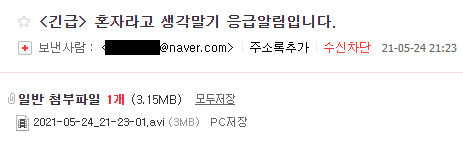 <긴급> 혼자라고 생각말기 응급알림입니다.
보낸사람 : < @naver.com> 주소록추가 수신차단 21-05-24 21:23
일반 첨부파일 1개 (3.15MB) 모두저장
2021-05-24_21-23-01.avi (3MB) PC저장